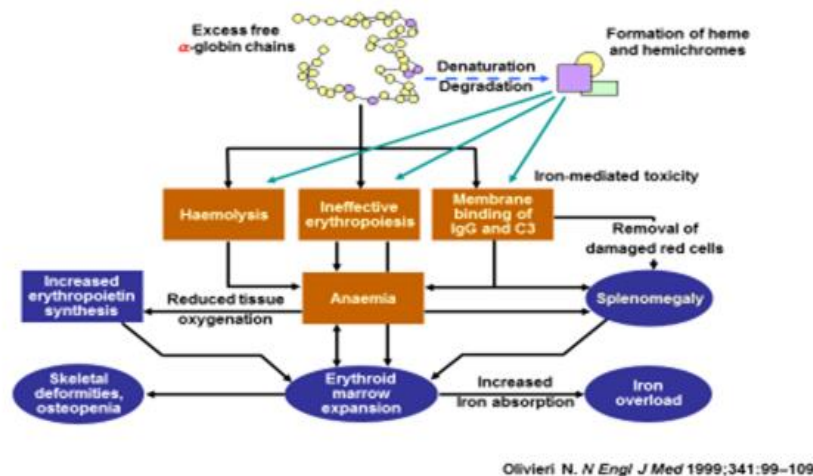 Excess free
α-globin chains
Formation of heme
and hemichromes
Denaturation
Degradation
Iron-mediated toxicity
Haemolysis
Ineffective
erythropoiesis
Membrane
binding of
IgG and C3
Removal of
damaged red cells
Increased
erythropoietin
synthesis
Reduced tissue
oxygenation
Anaemia
Splenomegaly
Skeletal
deformities,
osteopenia
Erythroid
marrow
expansion
Increased
Iron absorption
Iron
overload
Olivieri N. N Engl J Med 1999;341:99–109